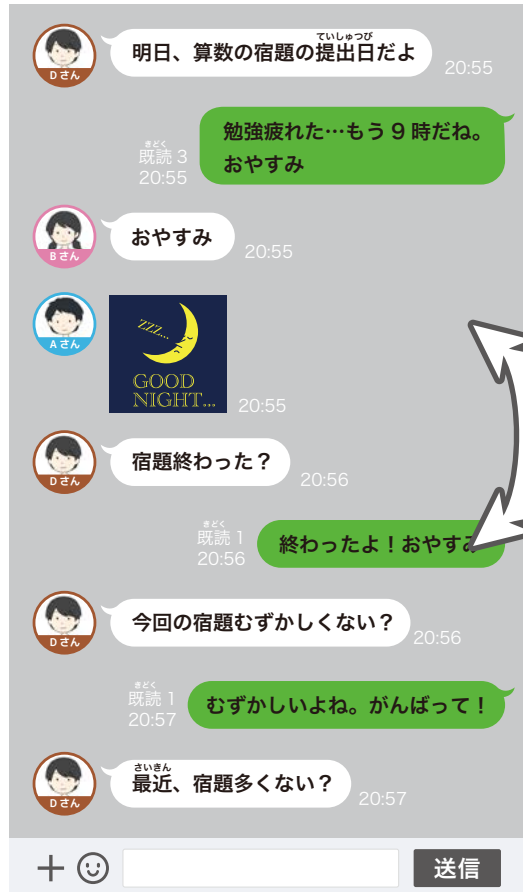 明日、算数の宿題の提出日だよ
ていしゅつび
Dさん
20:55
勉強疲れた…もう9時だね。
おやすみ
きどく
既読 3
20:55
おやすみ
Bさん
20:55
Aさん
ZZZ...
GOOD
NIGHT...
20:55
宿題終わった？
Dさん
20:56
終わったよ！おやすみ
きどく
既読 1
20:56
今回の宿題むずかしくない？
Dさん
20:56
むずかしいよね。がんばって！
きどく
既読 1
20:57
さいきん
最近、宿題多くない？
Dさん
20:57
送信